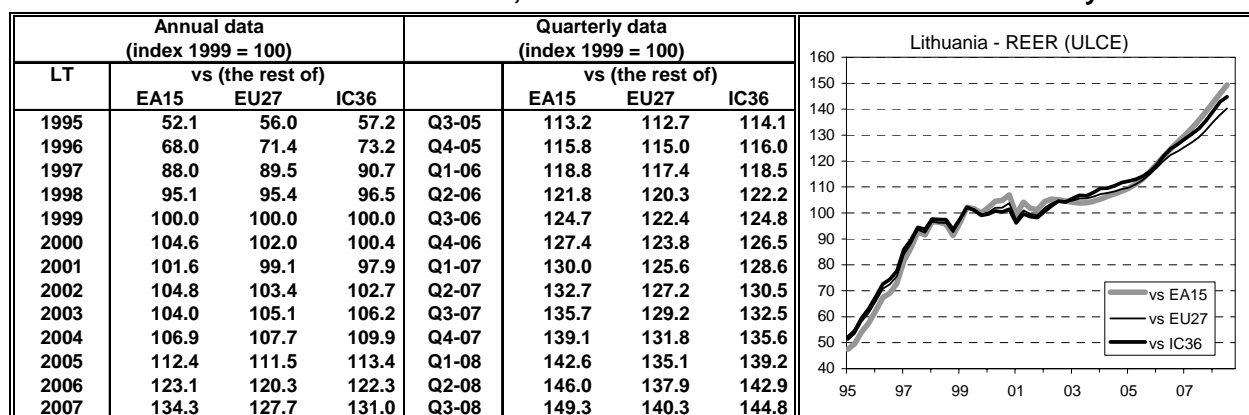 Annual data Quarterly data
(index 1999 = 100) (index 1999 = 100)
LT vs (the rest of) vs (the rest of)
EA15 EU27 IC36 EA15 EU27 IC36
1995 52.1 56.0 57.2 Q3-05 113.2 112.7 114.1
1996 68.0 71.4 73.2 Q4-05 115.8 115.0 116.0
1997 88.0 89.5 90.7 Q1-06 118.8 117.4 118.5
1998 95.1 95.4 96.5 Q2-06 121.8 120.3 122.2
1999 100.0 100.0 100.0 Q3-06 124.7 122.4 124.8
2000 104.6 102.0 100.4 Q4-06 127.4 123.8 126.5
2001 101.6 99.1 97.9 Q1-07 130.0 125.6 128.6
2002 104.8 103.4 102.7 Q2-07 132.7 127.2 130.5
2003 104.0 105.1 106.2 Q3-07 135.7 129.2 132.5
2004 106.9 107.7 109.9 Q4-07 139.1 131.8 135.6
2005 112.4 111.5 113.4 Q1-08 142.6 135.1 139.2
2006 123.1 120.3 122.3 Q2-08 146.0 137.9 142.9
2007 134.3 127.7 131.0 Q3-08 149.3 140.3 144.8
Lithuania - REER (ULCE)
160
150
140
130
120
110
100
90
80
70
60
50
40
vs EA15
vs EU27
vs IC36
95 97 99 01 03 05 07